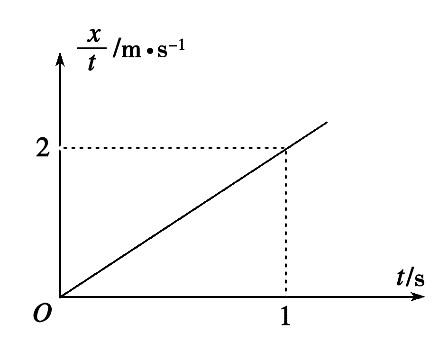 x/t /m•s⁻¹
2
t/s
O
1